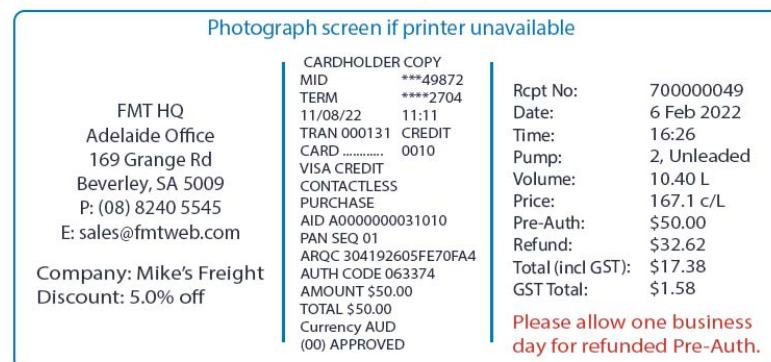 Photograph screen if printer unavailable
FMT HQ
Adelaide Office
169 Grange Rd
Beverley, SA 5009
P: (08) 8240 5545
E: sales@fmtweb.com
Company: Mike's Freight
Discount: 5.0% off
CARDHOLDER COPY
MID ***49872
TERM ****2704
11/08/22 11:11
TRAN 000131 CREDIT
CARD ............ 0010
VISA CREDIT
CONTACTLESS
PURCHASE
AID A0000000031010
PAN SEQ 01
ARQC 304192605FE70FA4
AUTH CODE 063374
AMOUNT $50.00
TOTAL $50.00
Currency AUD
(00) APPROVED
Rcpt No: 700000049
Date: 6 Feb 2022
Time: 16:26
Pump: 2, Unleaded
Volume: 10.40 L
Price: 167.1 c/L
Pre-Auth: $50.00
Refund: $32.62
Total (incl GST): $17.38
GST Total: $1.58
Please allow one business
day for refunded Pre-Auth.